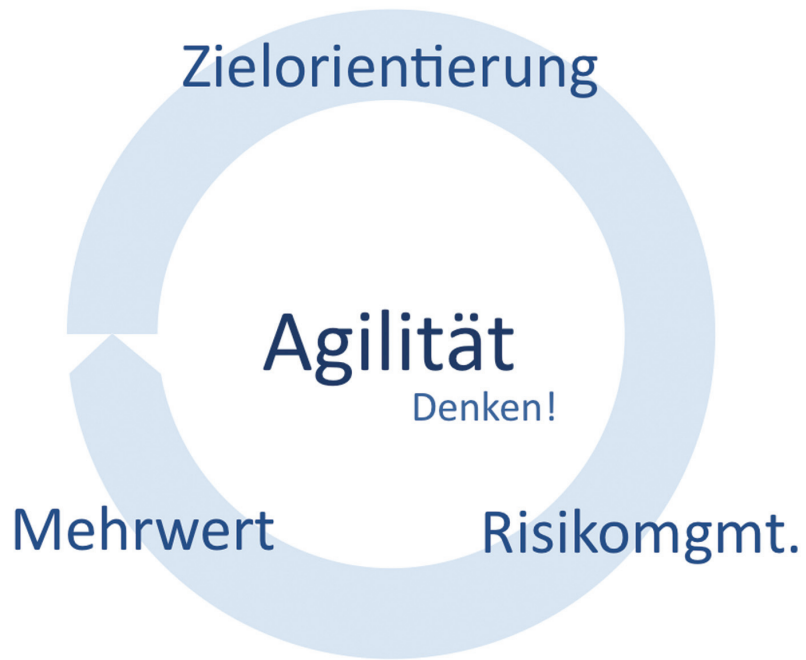 Zielorientierung
Agilität
Denken!
Mehrwert
Risikomgmt.